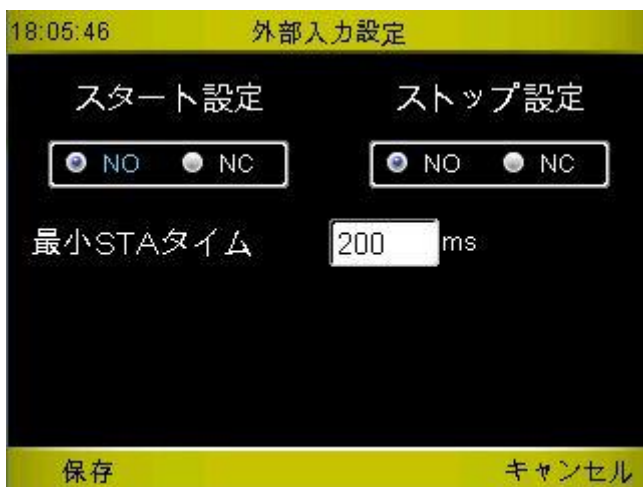 18:05:46 外部入力設定
スタート設定 ストップ設定
NO NC NO NC
最小STAタイム 200 ms
保存 キャンセル